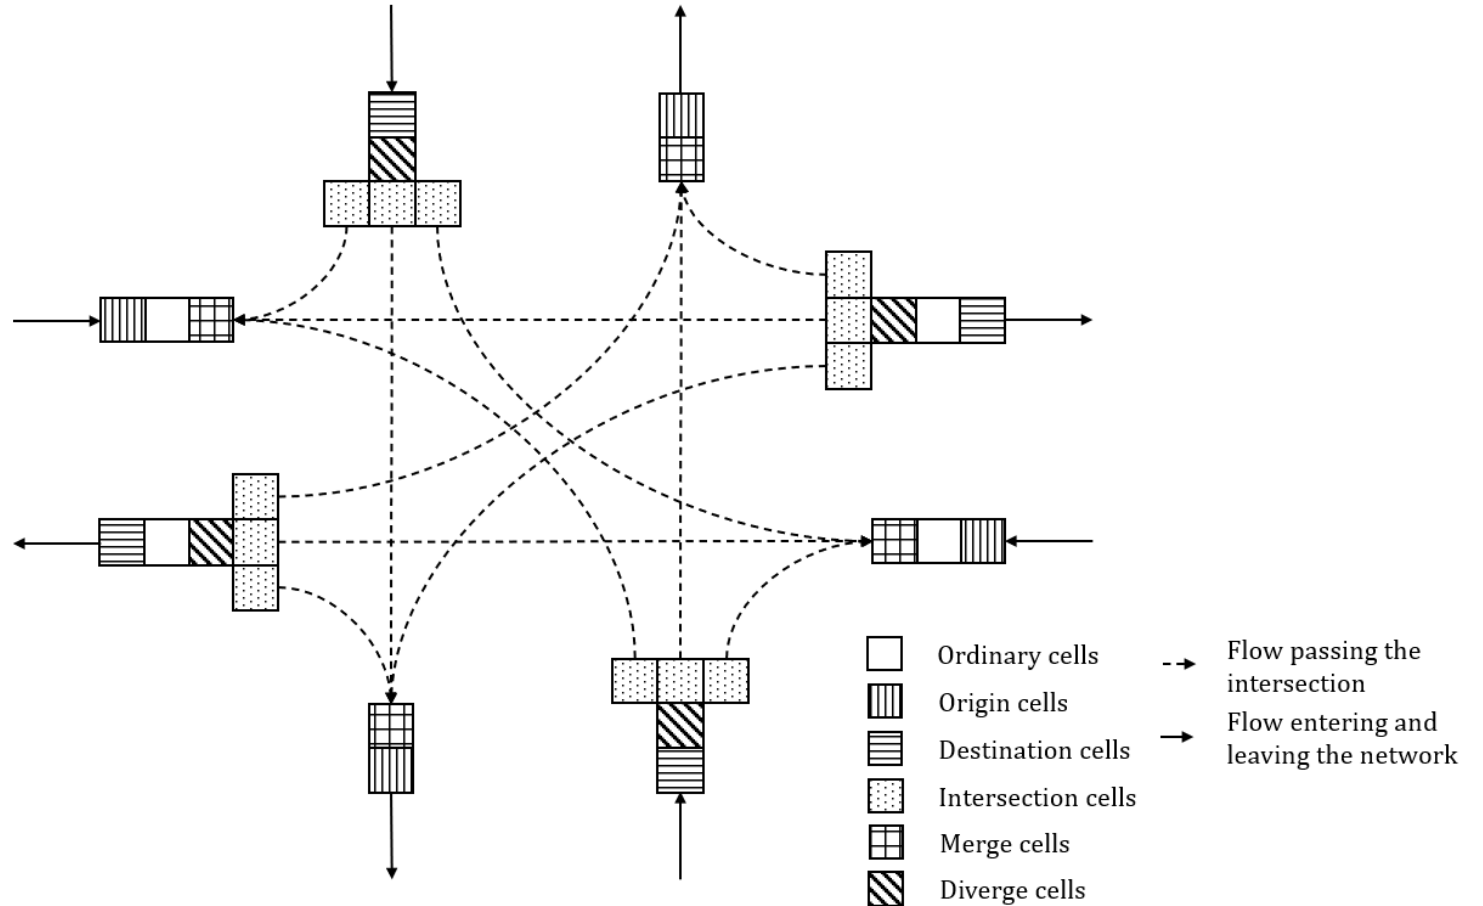 Ordinary cells
Origin cells
Destination cells
Intersection cells
Merge cells
Diverge cells
Flow passing the
intersection
Flow entering and
leaving the network